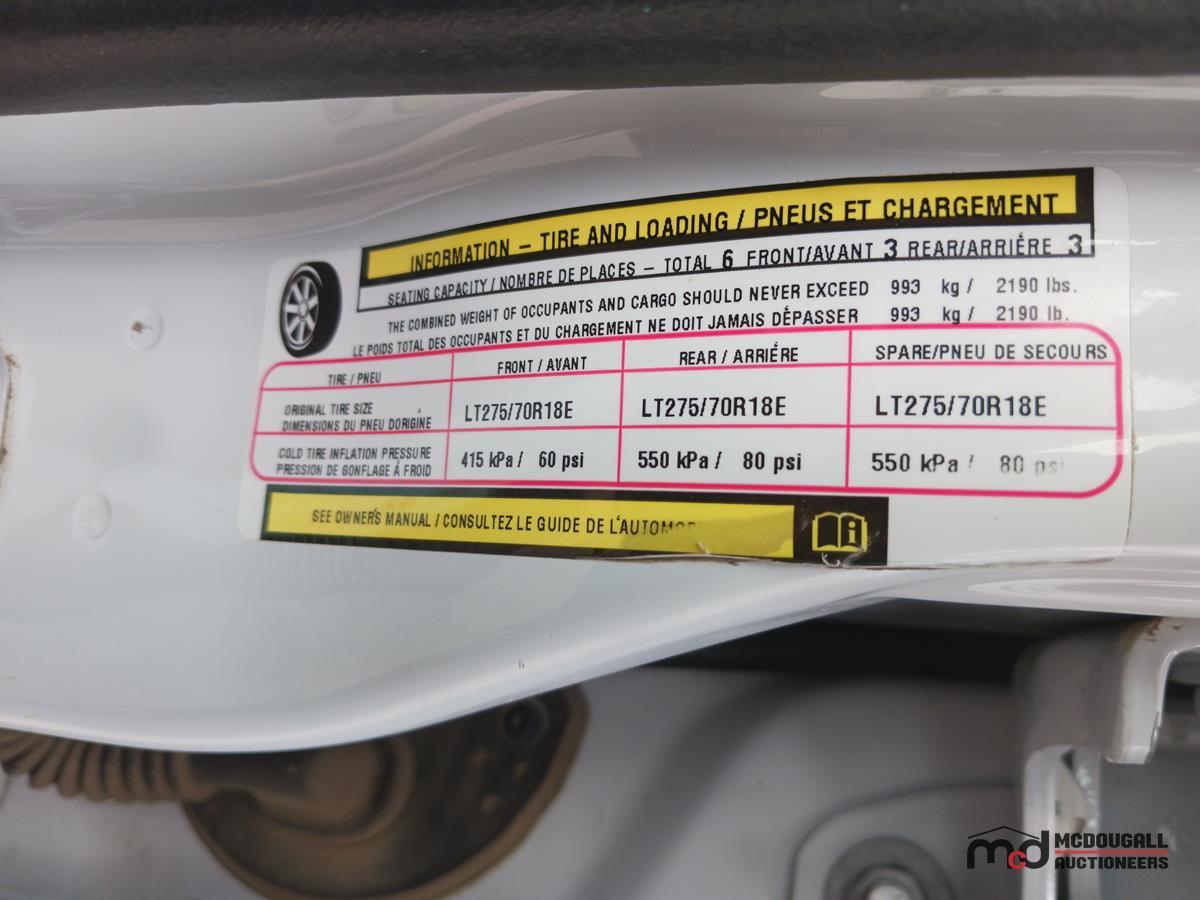 INFORMATION – TIRE AND LOADING / PNEUS ET CHARGEMENT
SEATING CAPACITY / NOMBRE DE PLACES – TOTAL 6 FRONT/AVANT 3 REAR/ARRIÈRE 3
THE COMBINED WEIGHT OF OCCUPANTS AND CARGO SHOULD NEVER EXCEED 993 kg / 2190 lbs.
LE POIDS TOTAL DES OCCUPANTS ET DU CHARGEMENT NE DOIT JAMAIS DÉPASSER 993 kg / 2190 lb.
TIRE / PNEU FRONT / AVANT REAR / ARRIÉRE SPARE/PNEU DE SECOURS
ORIGINAL TIRE SIZE
DIMENSIONS DU PNEU DORIGINE LT275/70R18E LT275/70R18E LT275/70R18E
COLD TIRE INFLATION PRESSURE
PRESSION DE GONFLAGE À FROID 415 kPa / 60 psi 550 kPa / 80 psi 550 kPa / 80 psi
SEE OWNER'S MANUAL / CONSULTEZ LE GUIDE DE L'AUTOMOB
mcd MCDOUGALL
AUCTIONEERS